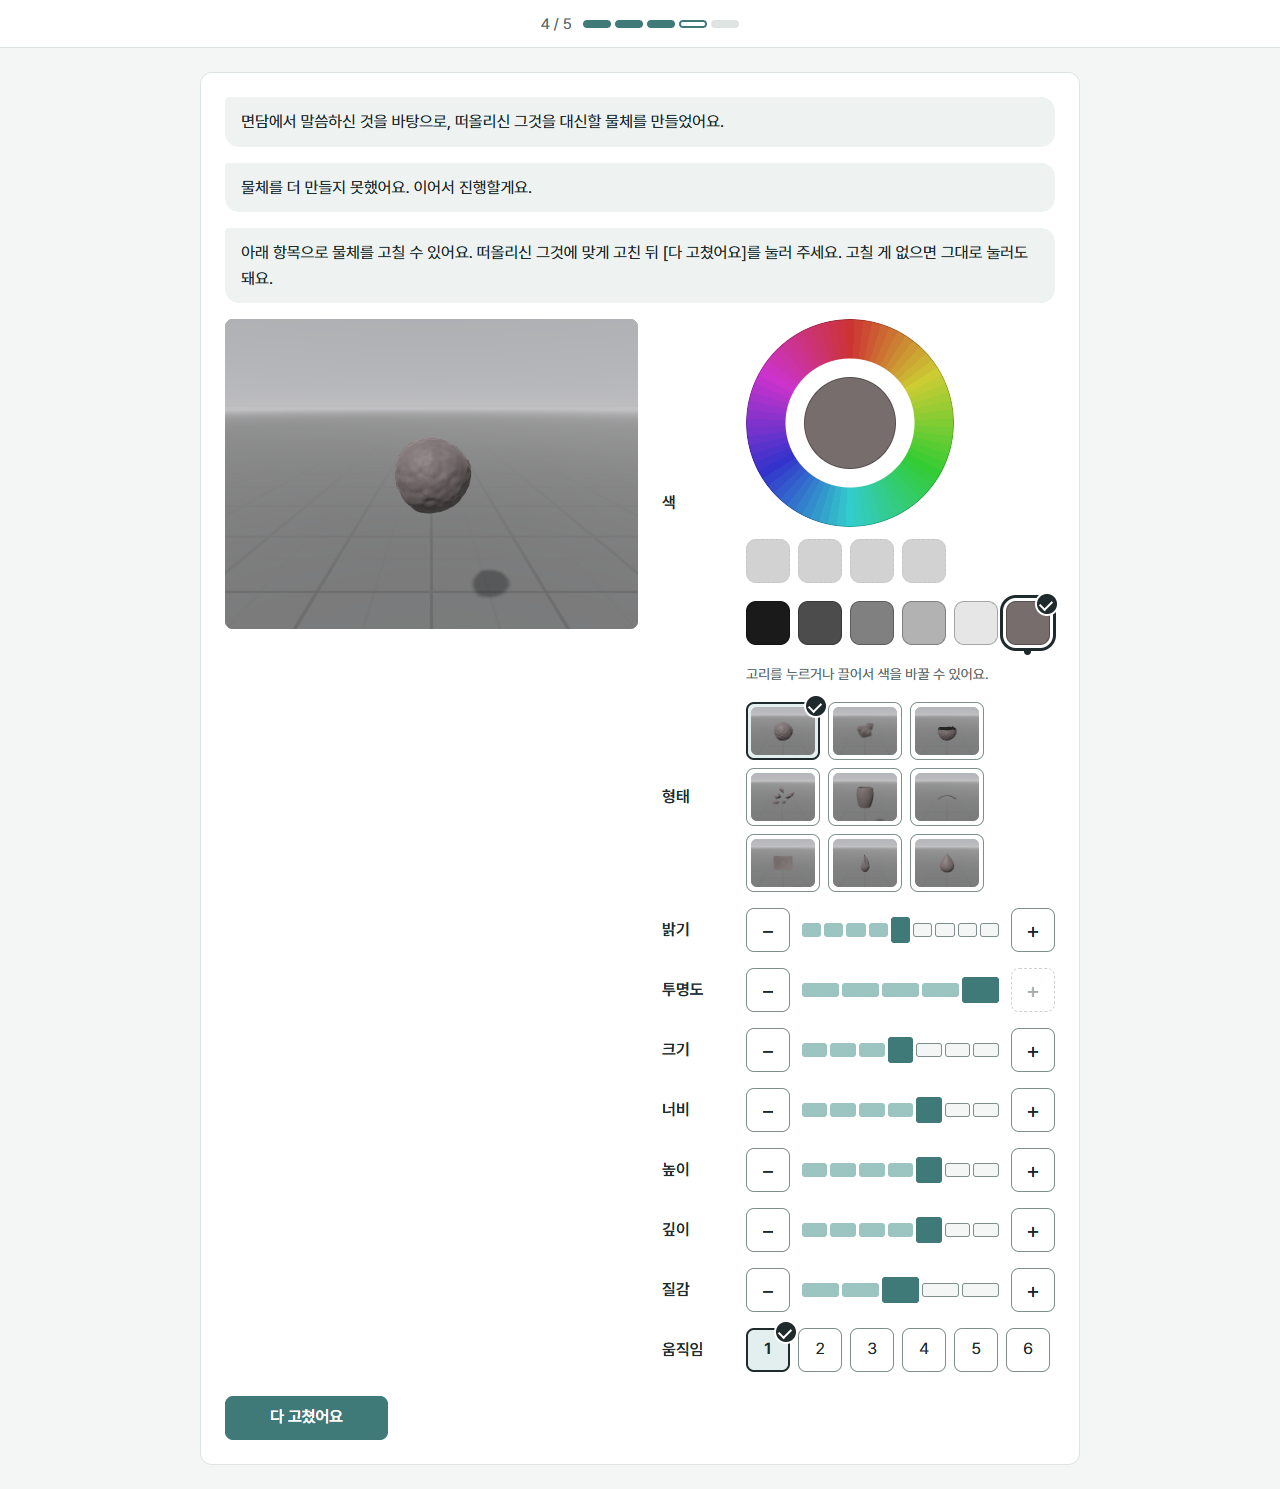 4 / 5
면담에서 말씀하신 것을 바탕으로, 떠올리신 그것을 대신할 물체를 만들었어요.
물체를 더 만들지 못했어요. 이어서 진행할게요.
아래 항목으로 물체를 고칠 수 있어요. 떠올리신 그것에 맞게 고친 뒤 [다 고쳤어요]를 눌러 주세요. 고칠 게 없으면 그대로 눌러도
돼요.
색
고리를 누르거나 끌어서 색을 바꿀 수 있어요.
형태
밝기
− +
투명도
− +
크기
− +
너비
− +
높이
− +
깊이
− +
질감
− +
움직임
1 2 3 4 5 6
다 고쳤어요